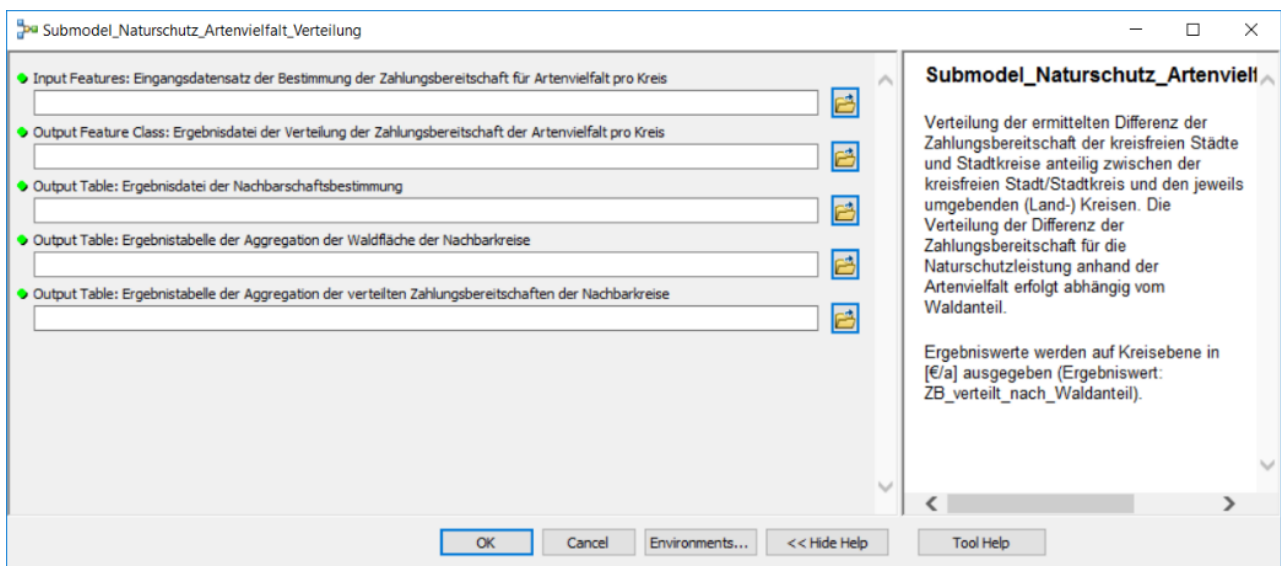 Submodel_Naturschutz_Artenvielfalt_Verteilung
Input Features: Eingangsdatensatz der Bestimmung der Zahlungsbereitschaft für Artenvielfalt pro Kreis
Output Feature Class: Ergebnisdatei der Verteilung der Zahlungsbereitschaft der Artenvielfalt pro Kreis
Output Table: Ergebnisdatei der Nachbarschaftsbestimmung
Output Table: Ergebnistabelle der Aggregation der Waldfläche der Nachbarkreise
Output Table: Ergebnistabelle der Aggregation der verteilten Zahlungsbereitschaften der Nachbarkreise
Submodel_Naturschutz_Artenvielf
Verteilung der ermittelten Differenz der
Zahlungsbereitschaft der kreisfreien Städte
und Stadtkreise anteilig zwischen der
kreisfreien Stadt/Stadtkreis und den jeweils
umgebenden (Land-) Kreisen. Die
Verteilung der Differenz der
Zahlungsbereitschaft für die
Naturschutzleistung anhand der
Artenvielfalt erfolgt abhängig vom
Waldanteil.
Ergebniswerte werden auf Kreisebene in
[€/a] ausgegeben (Ergebniswert:
ZB_verteilt_nach_Waldanteil).
OK
Cancel
Environments...
<< Hide Help
Tool Help